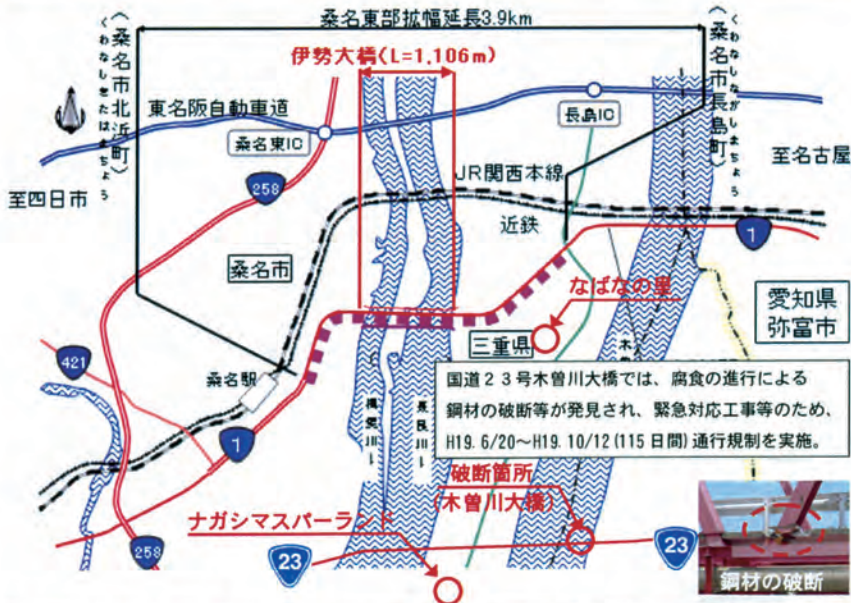 桑名東部拡幅延長3.9km
伊勢大橋(L=1,106m)
〈桑名市北浜町〉
くわなしきたはまちょう
〈桑名市長島町〉
くわなしながしまちょう
東名阪自動車道
桑名東IC
長島IC
至名古屋
至四日市
258
JR関西本線
近鉄
1
桑名市
なばなの里
愛知県
弥富市
三重県
421
桑名駅
揖斐川
長良川
木曽
国道23号木曽川大橋では、腐食の進行による
鋼材の破断等が発見され、緊急対応工事等のため、
H19.6/20～H19.10/12(115日間)通行規制を実施。
1
破断箇所
(木曽川大橋)
ナガシマスパーランド
258
23
23
鋼材の破断